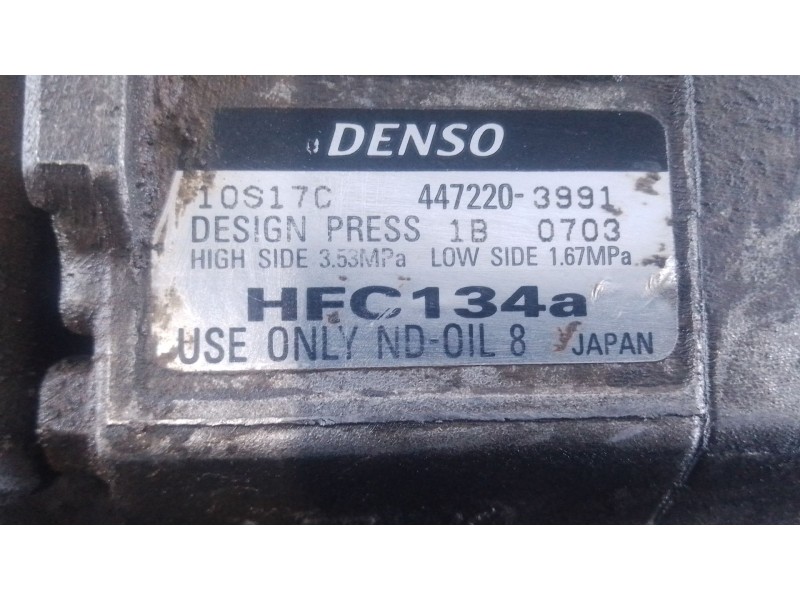 DENSO
10S17C 447220-3991
DESIGN PRESS 1B 0703
HIGH SIDE 3.53MPa LOW SIDE 1.67MPa
HFC134a
USE ONLY ND-OIL 8 JAPAN